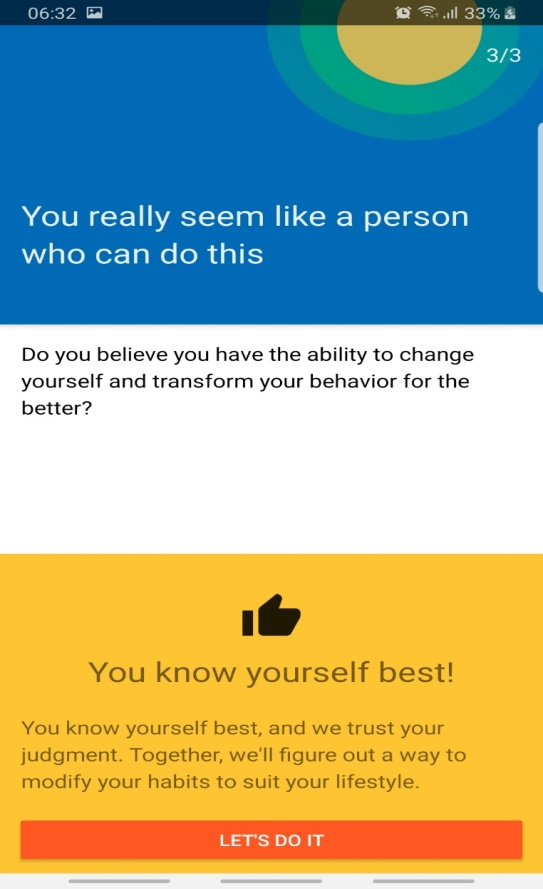 06:32
33%
3/3
You really seem like a person
who can do this
Do you believe you have the ability to change
yourself and transform your behavior for the
better?
You know yourself best!
You know yourself best, and we trust your
judgment. Together, we'll figure out a way to
modify your habits to suit your lifestyle.
LET'S DO IT